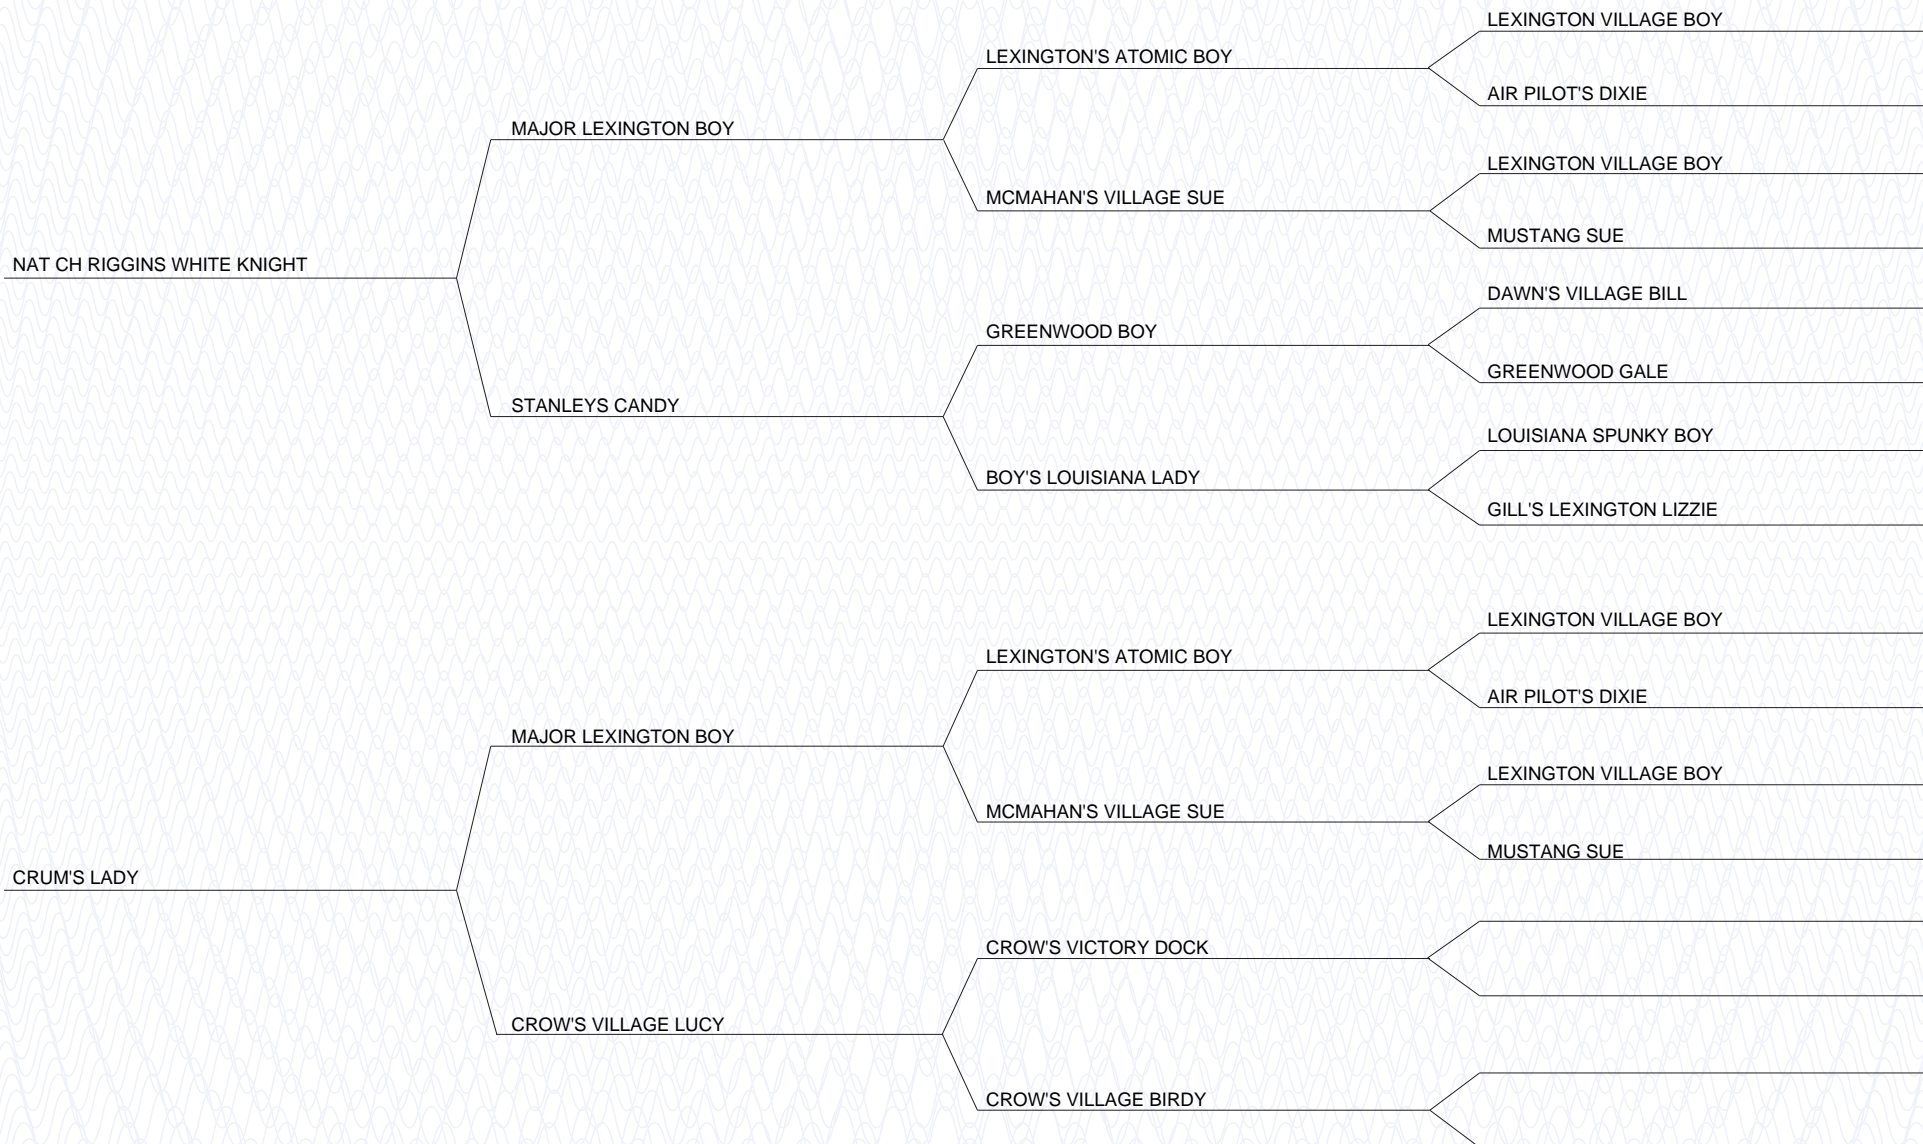 LEXINGTON VILLAGE BOY
LEXINGTON'S ATOMIC BOY
AIR PILOT'S DIXIE
MAJOR LEXINGTON BOY
LEXINGTON VILLAGE BOY
MCMAHAN'S VILLAGE SUE
MUSTANG SUE
NAT CH RIGGINS WHITE KNIGHT
DAWN'S VILLAGE BILL
GREENWOOD BOY
GREENWOOD GALE
STANLEYS CANDY
LOUISIANA SPUNKY BOY
BOY'S LOUISIANA LADY
GILL'S LEXINGTON LIZZIE
LEXINGTON VILLAGE BOY
LEXINGTON'S ATOMIC BOY
AIR PILOT'S DIXIE
MAJOR LEXINGTON BOY
LEXINGTON VILLAGE BOY
MCMAHAN'S VILLAGE SUE
MUSTANG SUE
CRUM'S LADY
CROW'S VICTORY DOCK
CROW'S VILLAGE LUCY
CROW'S VILLAGE BIRDY